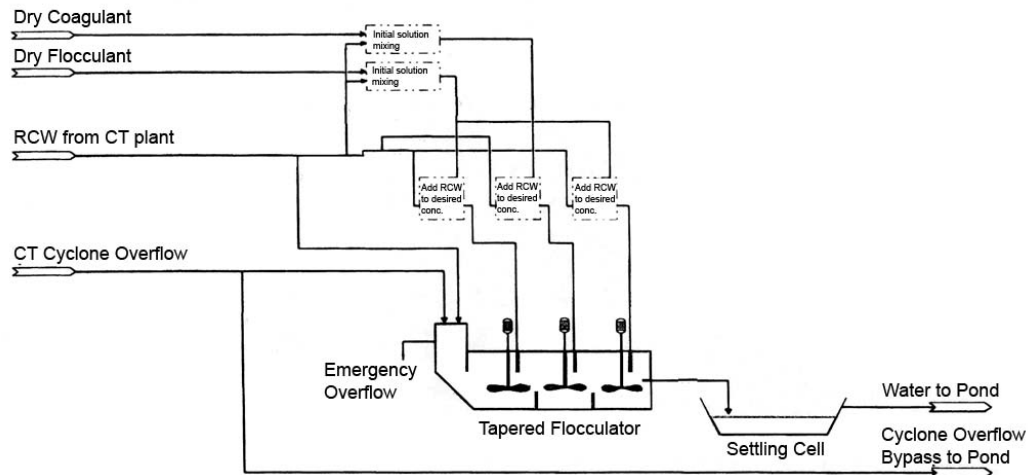 Dry Coagulant
Initial solution
mixing
Dry Flocculant
Initial solution
mixing
RCW from CT plant
Add RCW
to desired
conc.
Add RCW
to desired
conc.
Add RCW
to desired
conc.
CT Cyclone Overflow
Emergency
Overflow
Tapered Flocculator
Settling Cell
Water to Pond
Cyclone Overflow
Bypass to Pond